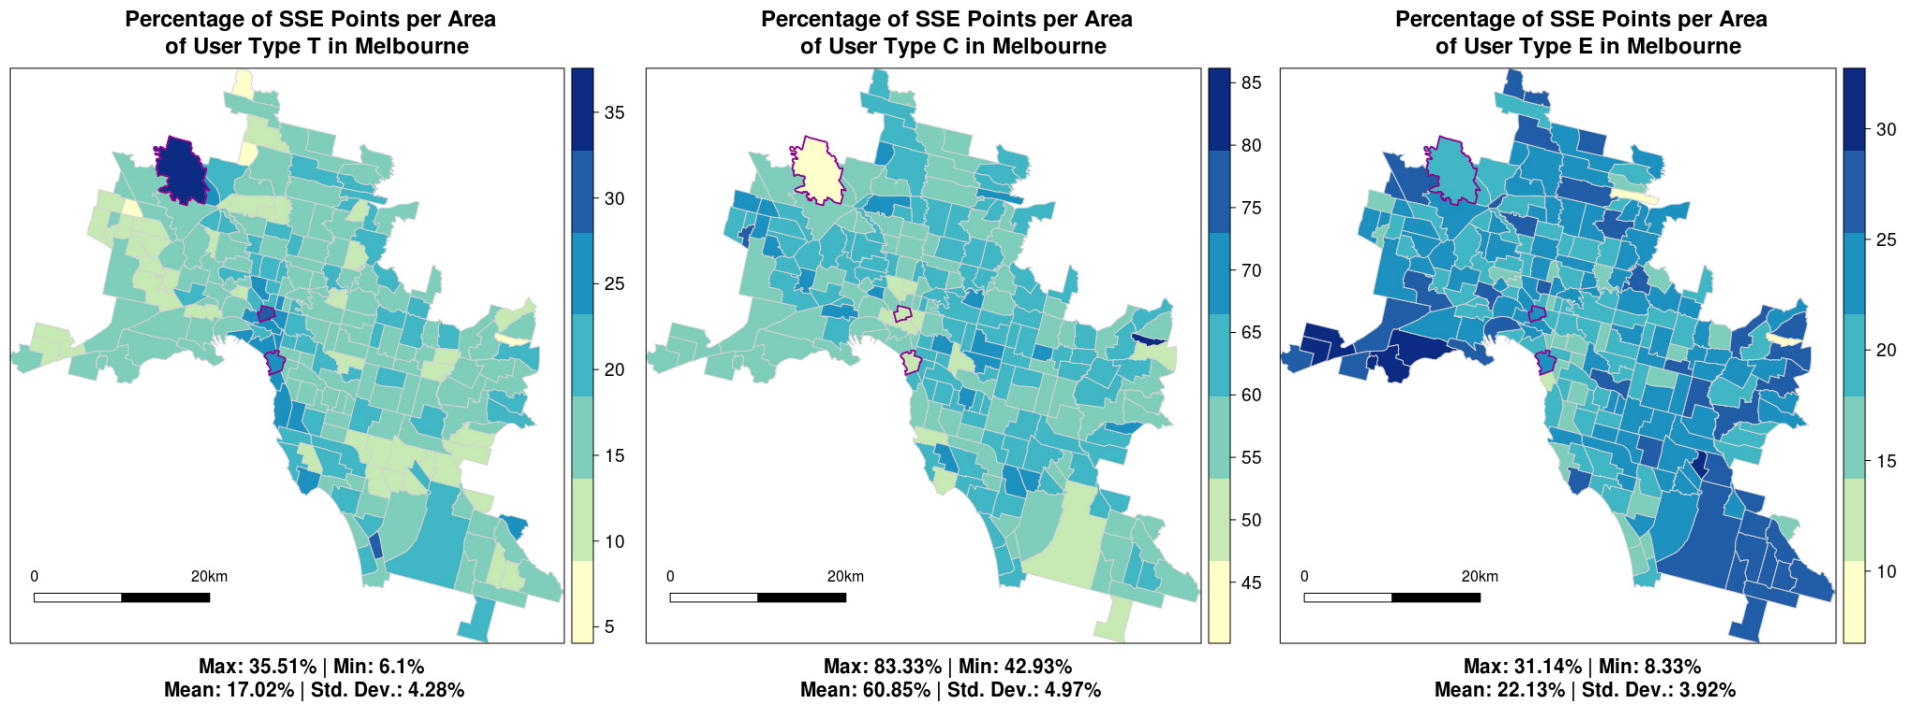 Percentage of SSE Points per Area
of User Type T in Melbourne
35
30
25
20
15
10
5
0 20km
Max: 35.51% | Min: 6.1%
Mean: 17.02% | Std. Dev.: 4.28%
Percentage of SSE Points per Area
of User Type C in Melbourne
85
80
75
70
65
60
55
50
45
0 20km
Max: 83.33% | Min: 42.93%
Mean: 60.85% | Std. Dev.: 4.97%
Percentage of SSE Points per Area
of User Type E in Melbourne
30
25
20
15
10
0 20km
Max: 31.14% | Min: 8.33%
Mean: 22.13% | Std. Dev.: 3.92%